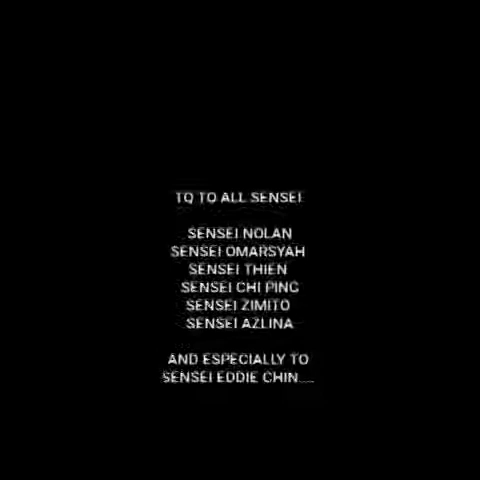 TQ TO ALL SENSEI
SENSEI NOLAN
SENSEI OMARSYAH
SENSEI THIEN
SENSEI CHI PING
SENSEI ZIMITO
SENSEI AZLINA
AND ESPECIALLY TO
SENSEI EDDIE CHIN.....